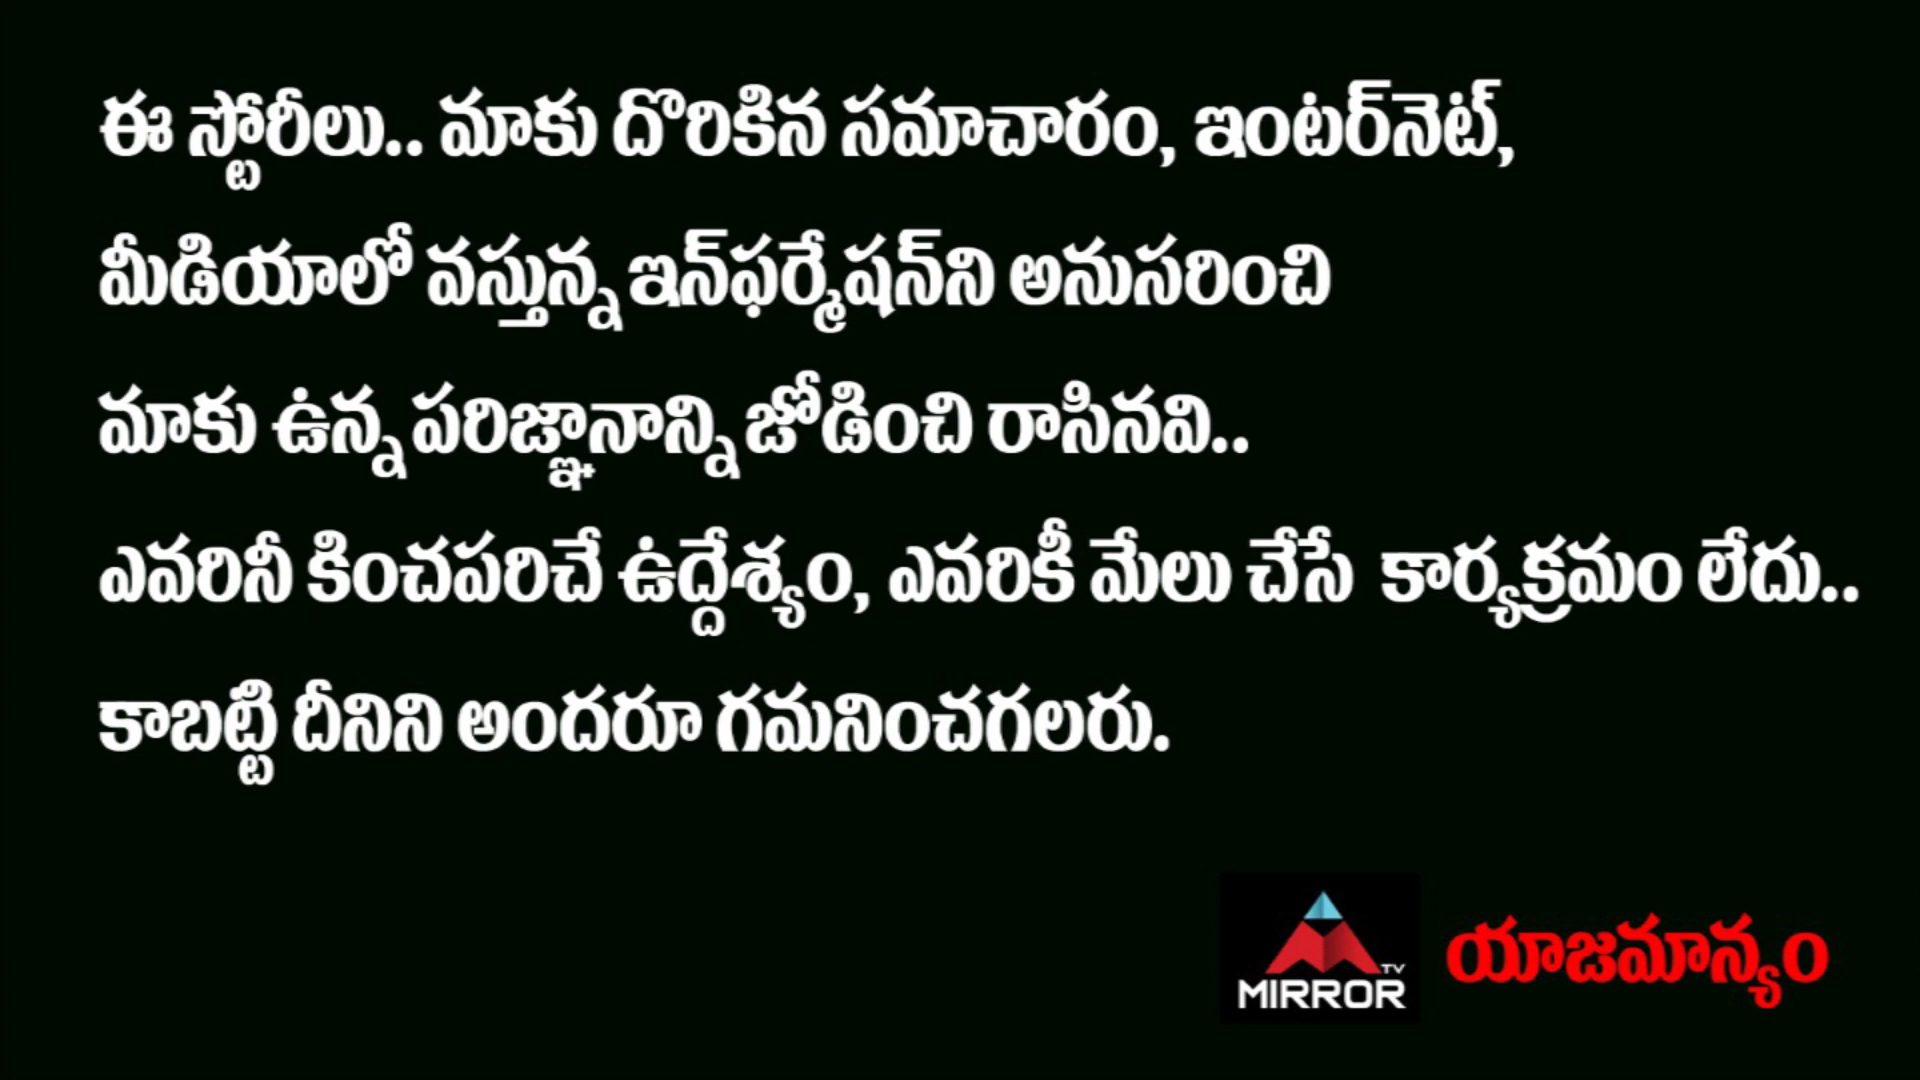 ఈ స్టోరీలు.. మాకు దొరికిన సమాచారం, ఇంటర్‌నెట్,
మీడియాలో వస్తున్న ఇన్‌ఫర్మేషన్‌ని అనుసరించి
మాకు ఉన్న పరిజ్ఞానాన్ని జోడించి రాసినవి..
ఎవరినీ కించపరిచే ఉద్దేశ్యం, ఎవరికీ మేలు చేసే కార్యక్రమం లేదు..
కాబట్టి దీనిని అందరూ గమనించగలరు.
TV
MIRROR
యాజమాన్యం